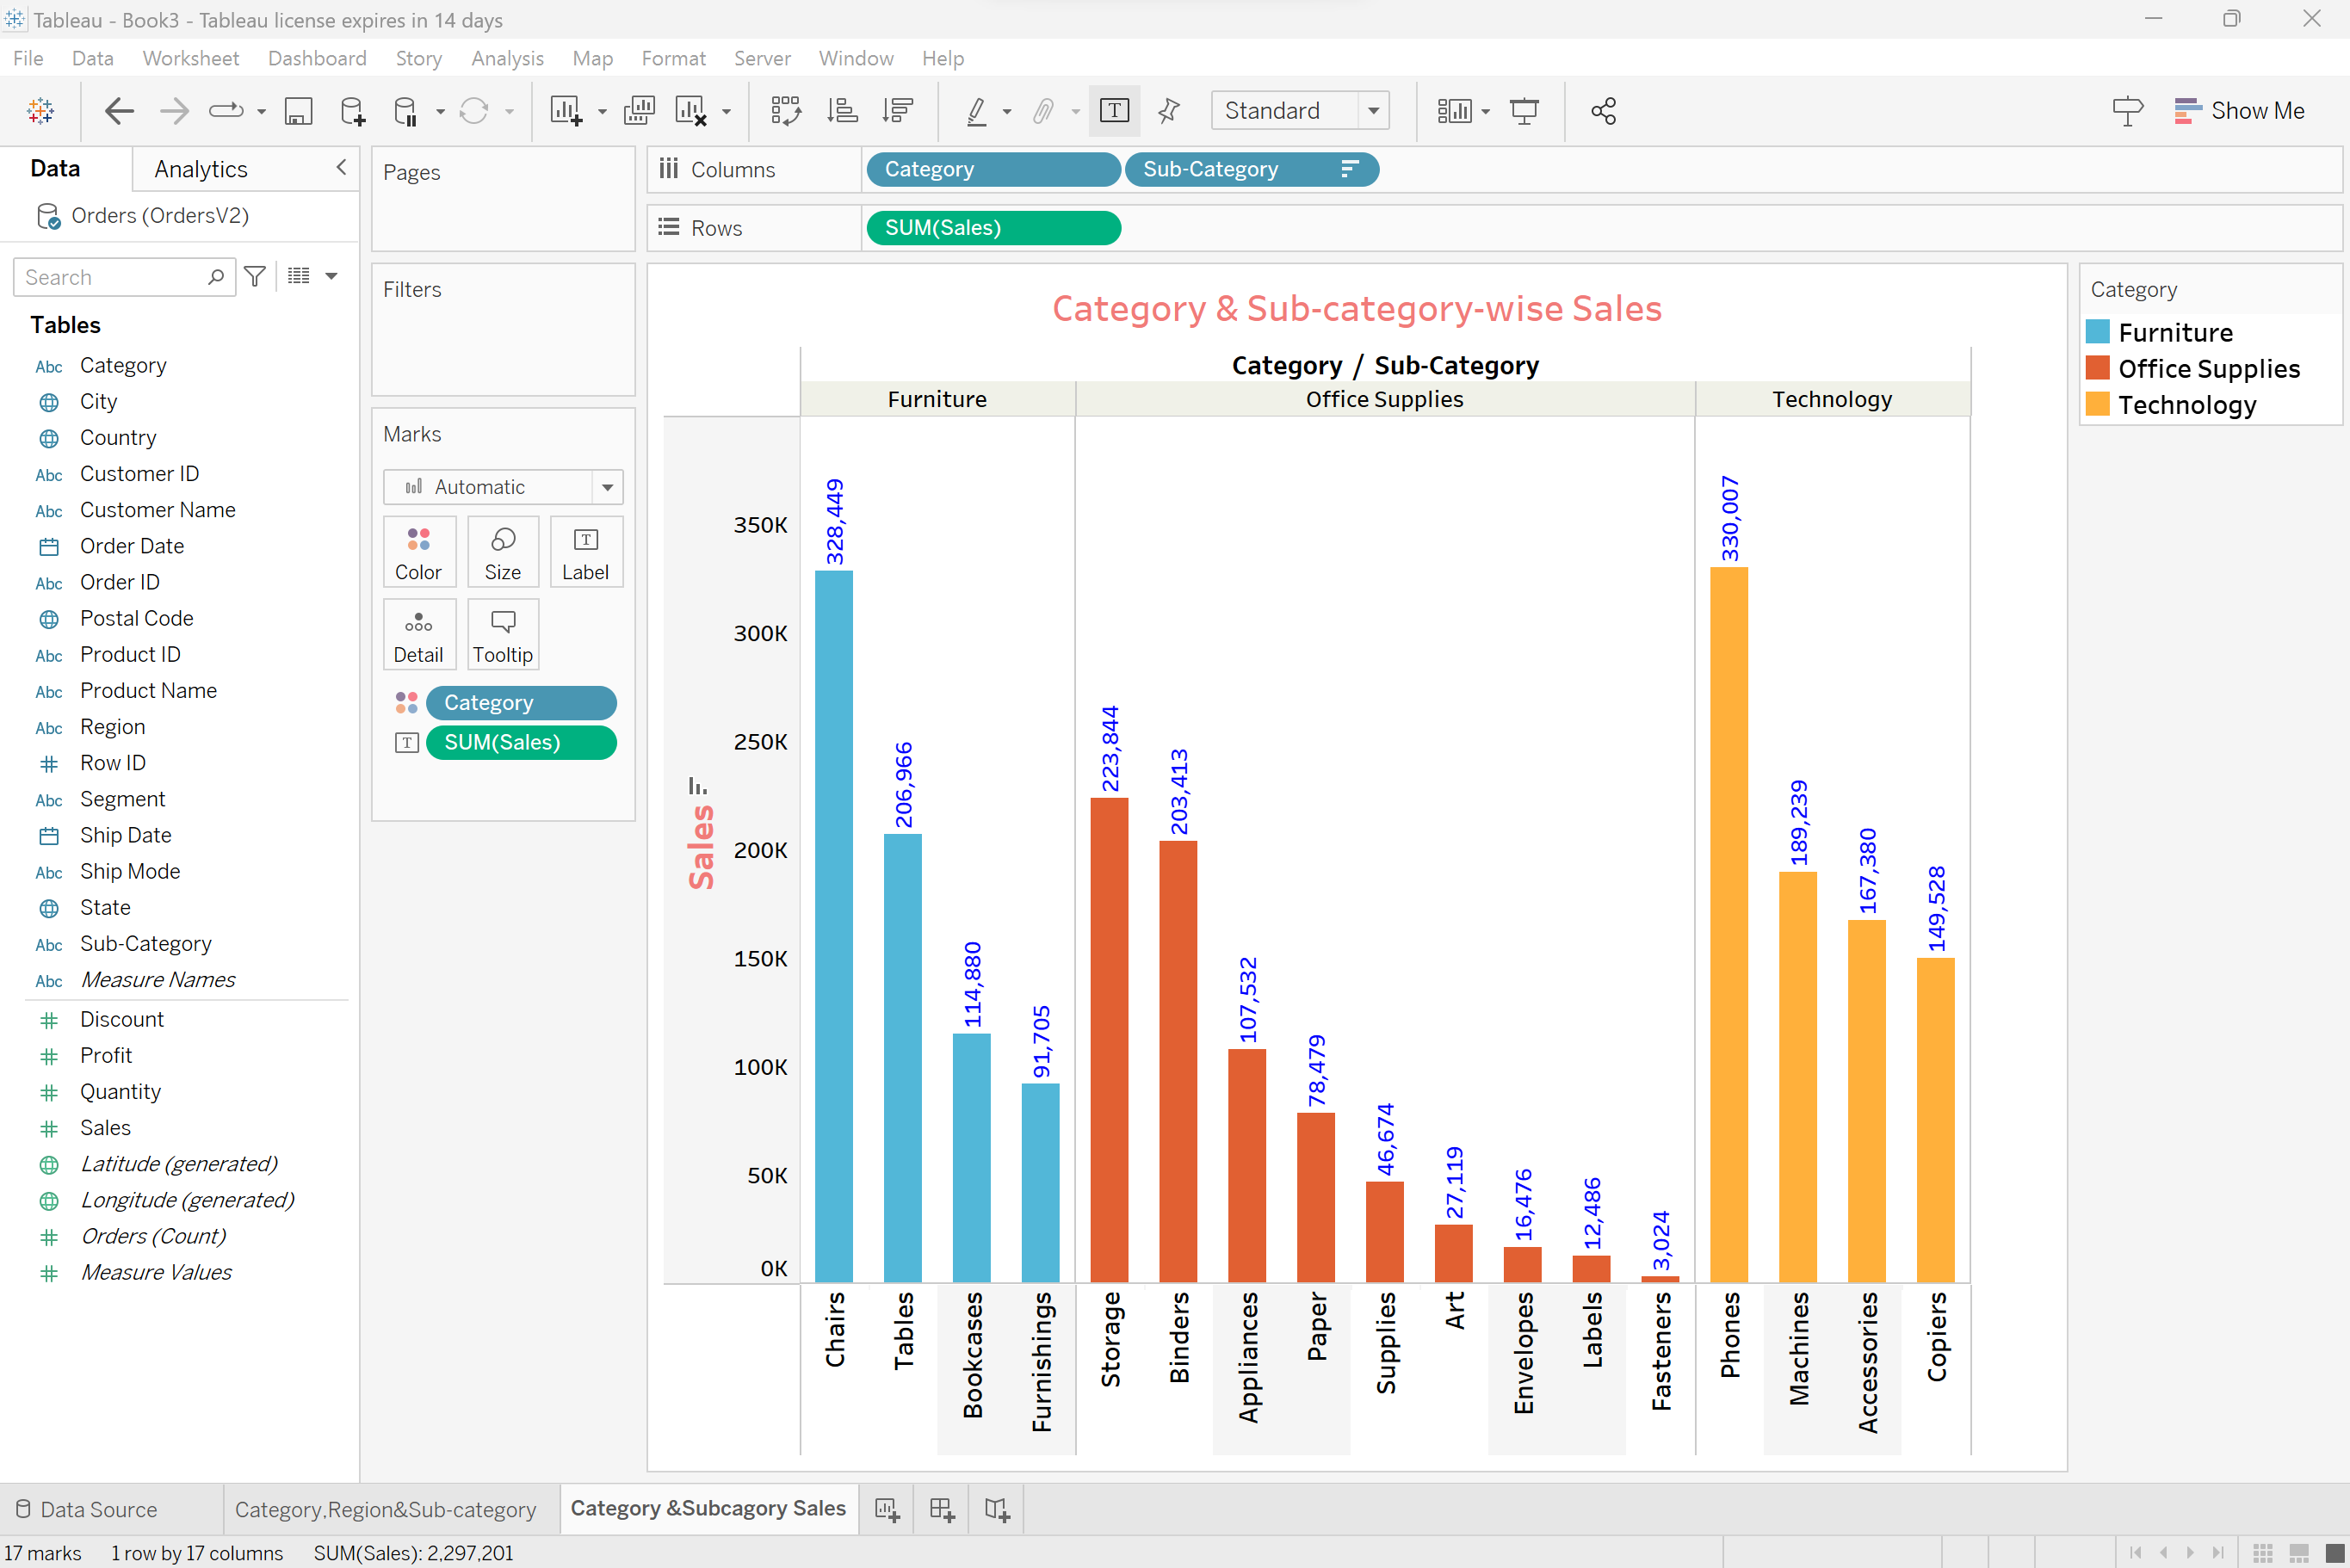 Tableau - Book3 - Tableau license expires in 14 days
File Data Worksheet Dashboard Story Analysis Map Format Server Window Help
T Standard Show Me
Data Analytics
Orders (OrdersV2)
Search
Tables
Abc Category
City
Country
Abc Customer ID
Abc Customer Name
Order Date
Abc Order ID
Postal Code
Abc Product ID
Abc Product Name
Abc Region
# Row ID
Abc Segment
Ship Date
Abc Ship Mode
State
Abc Sub-Category
Abc Measure Names
# Discount
# Profit
# Quantity
# Sales
Latitude (generated)
Longitude (generated)
# Orders (Count)
# Measure Values
Pages
Filters
Marks
Automatic
Color Size T Label
Detail Tooltip
Category
T SUM(Sales)
Columns Category Sub-Category
Rows SUM(Sales)
Category & Sub-category-wise Sales
Category / Sub-Category
Furniture Office Supplies Technology
Sales
350K
300K
250K
200K
150K
100K
50K
0K
328,449
206,966
114,880
91,705
223,844
203,413
107,532
78,479
46,674
27,119
16,476
12,486
3,024
330,007
189,239
167,380
149,528
Chairs
Tables
Bookcases
Furnishings
Storage
Binders
Appliances
Paper
Supplies
Art
Envelopes
Labels
Fasteners
Phones
Machines
Accessories
Copiers
Category
Furniture
Office Supplies
Technology
Data Source Category,Region&Sub-category Category &Subcagory Sales
17 marks 1 row by 17 columns SUM(Sales): 2,297,201